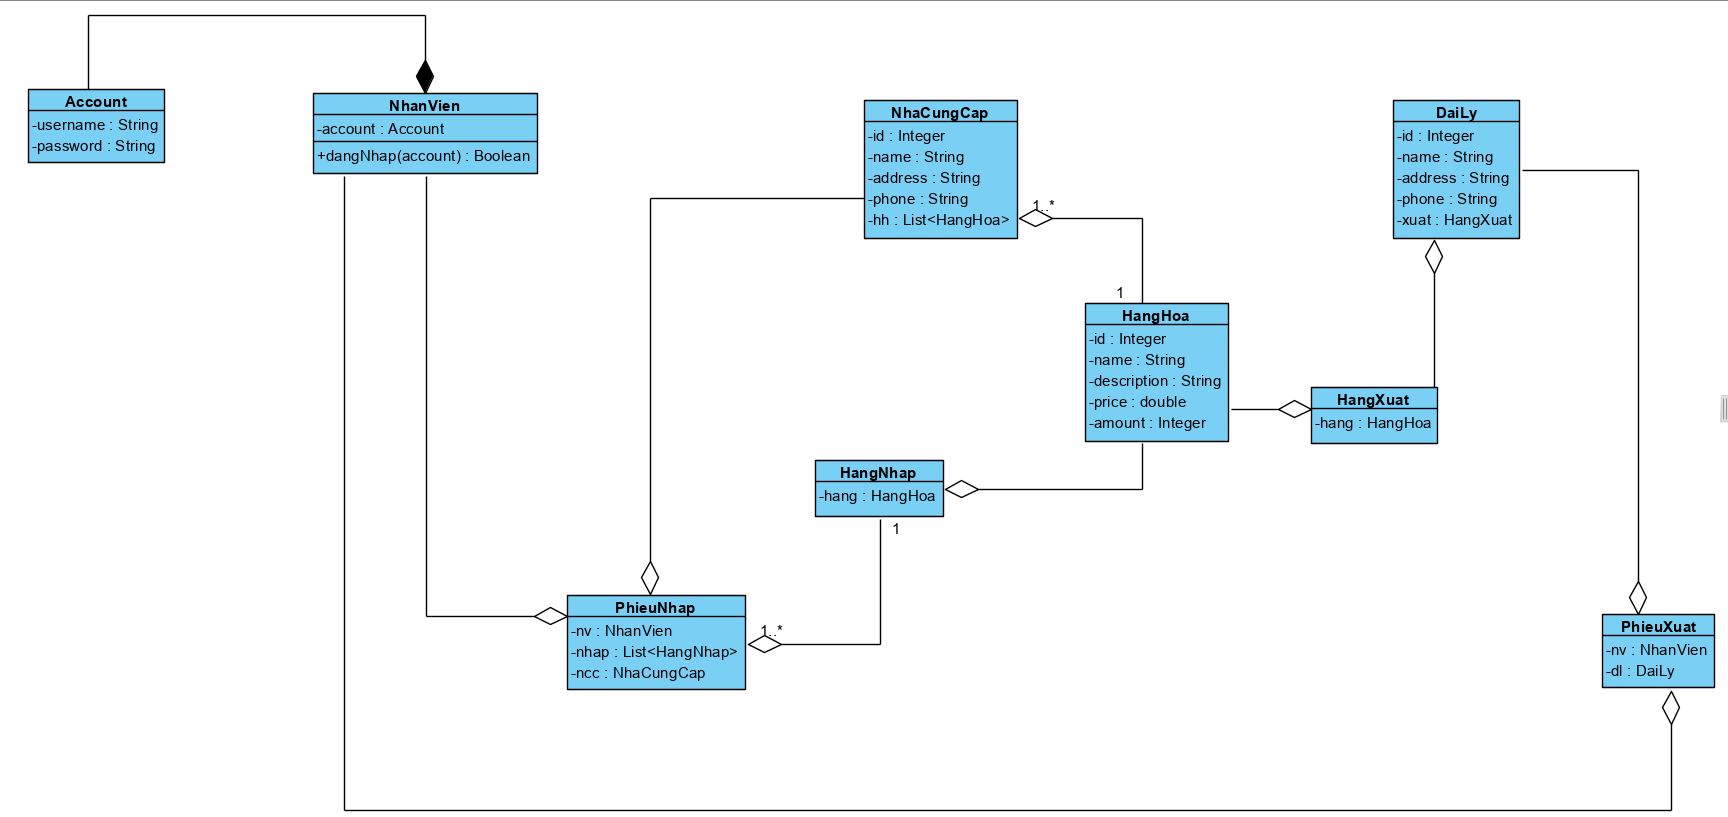 Account
-username : String
-password : String
NhanVien
-account : Account
+dangNhap(account) : Boolean
NhaCungCap
-id : Integer
-name : String
-address : String
-phone : String
-hh : List<HangHoa>
1..*
1
DaiLy
-id : Integer
-name : String
-address : String
-phone : String
-xuat : HangXuat
HangHoa
-id : Integer
-name : String
-description : String
-price : double
-amount : Integer
HangXuat
-hang : HangHoa
HangNhap
-hang : HangHoa
1
PhieuNhap
-nv : NhanVien
-nhap : List<HangNhap>
-ncc : NhaCungCap
1..*
PhieuXuat
-nv : NhanVien
-dl : DaiLy